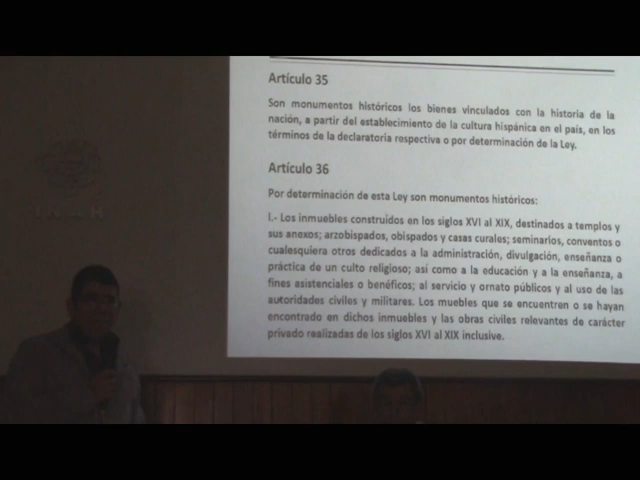 Artículo 35
Son monumentos históricos los bienes vinculados con la historia de la
nación, a partir del establecimiento de la cultura hispánica en el país, en los
términos de la declaratoria respectiva o por determinación de la Ley.
Artículo 36
Por determinación de esta Ley son monumentos históricos:
I.- Los inmuebles construidos en los siglos XVI al XIX, destinados a templos y
sus anexos; arzobispados, obispados y casas curales; seminarios, conventos o
cualesquiera otros dedicados a la administración, divulgación, enseñanza o
práctica de un culto religioso; así como a la educación y a la enseñanza, a
fines asistenciales o benéficos; al servicio y ornato públicos y al uso de las
autoridades civiles y militares. Los muebles que se encuentren o se hayan
encontrado en dichos inmuebles y las obras civiles relevantes de carácter
privado realizadas de los siglos XVI al XIX inclusive.